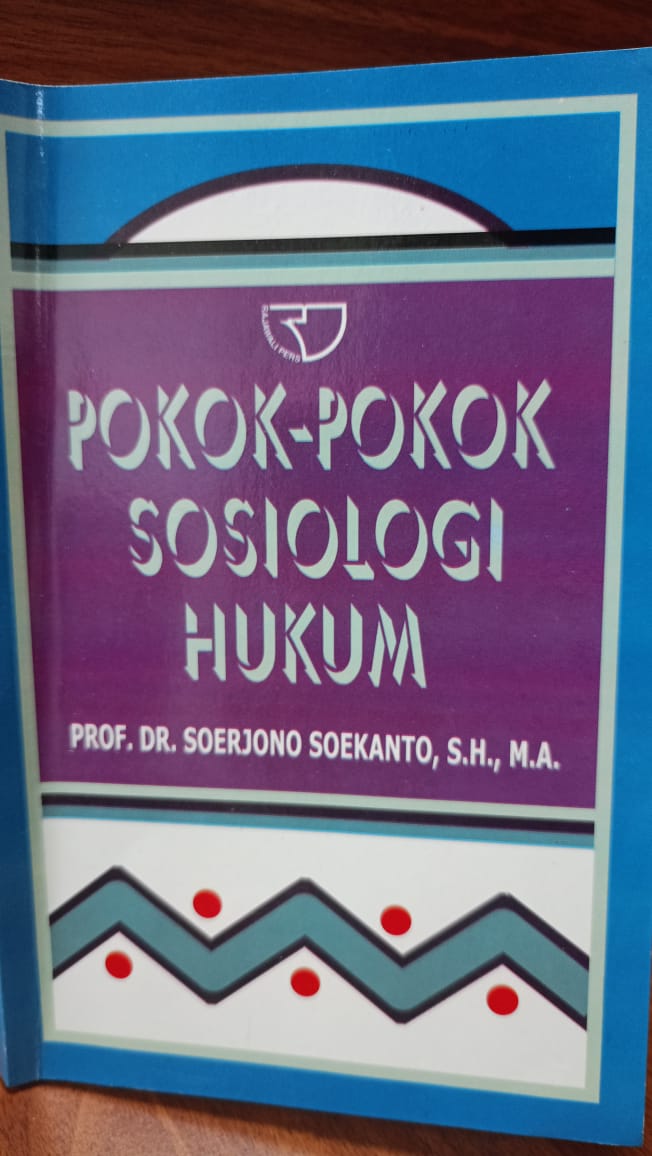 RAJAWALI PERS
POKOK-POKOK
SOSIOLOGI
HUKUM
PROF. DR. SOERJONO SOEKANTO, S.H., M.A.